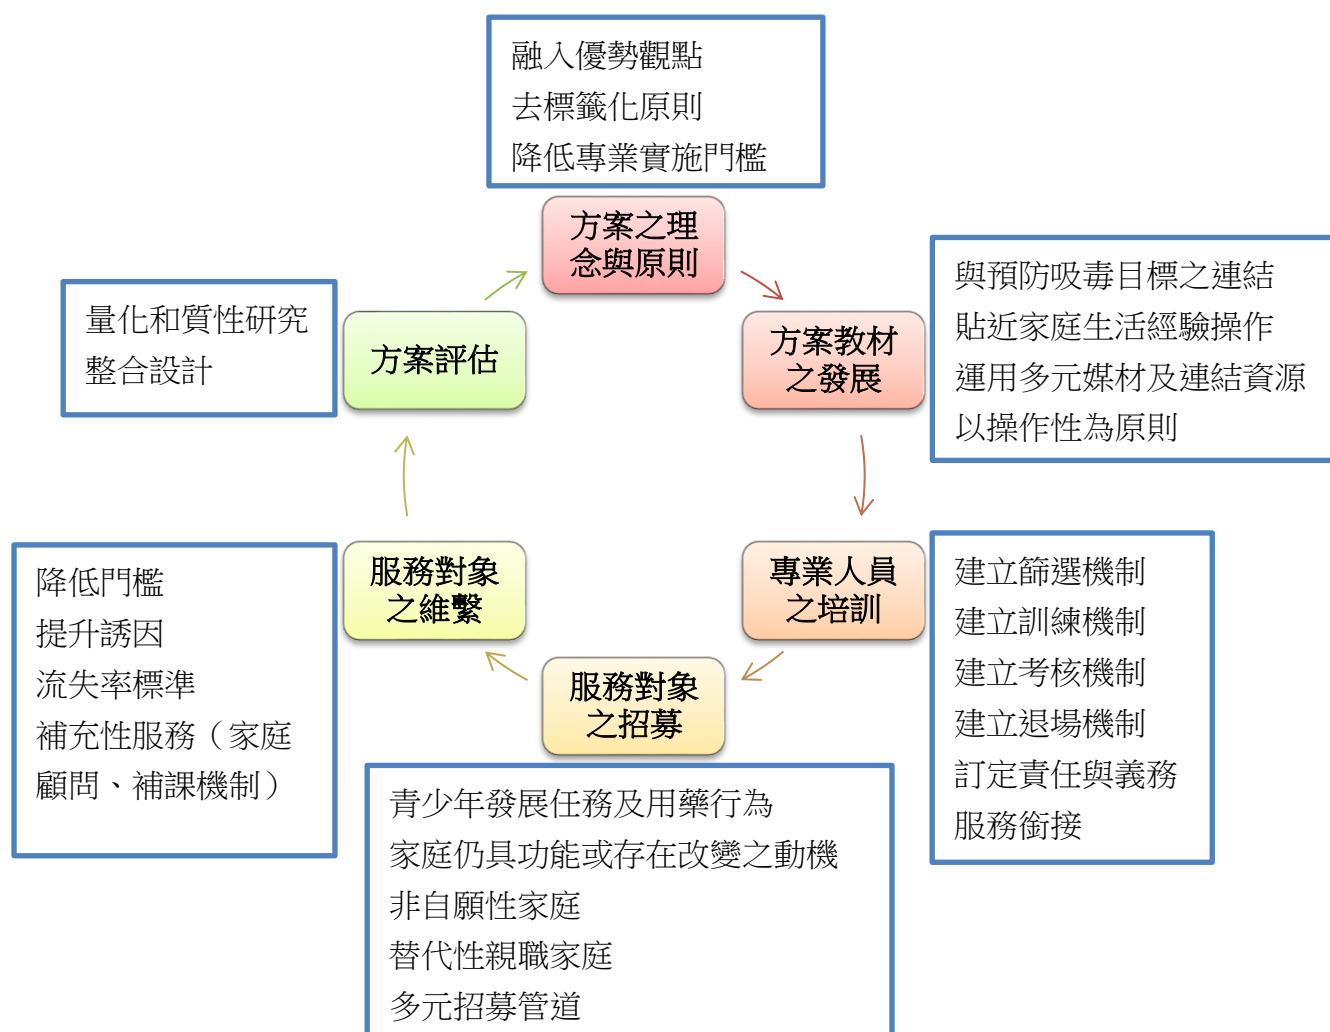 融入優勢觀點
去標籤化原則
降低專業實施門檻
方案之理
念與原則
與預防吸毒目標之連結
貼近家庭生活經驗操作
運用多元媒材及連結資源
以操作性為原則
方案教材
之發展
建立篩選機制
建立訓練機制
建立考核機制
建立退場機制
訂定責任與義務
服務銜接
專業人員
之培訓
服務對象
之招募
青少年發展任務及用藥行為
家庭仍具功能或存在改變之動機
非自願性家庭
替代性親職家庭
多元招募管道
服務對象
之維繫
降低門檻
提升誘因
流失率標準
補充性服務（家庭
顧問、補課機制）
方案評估
量化和質性研究
整合設計